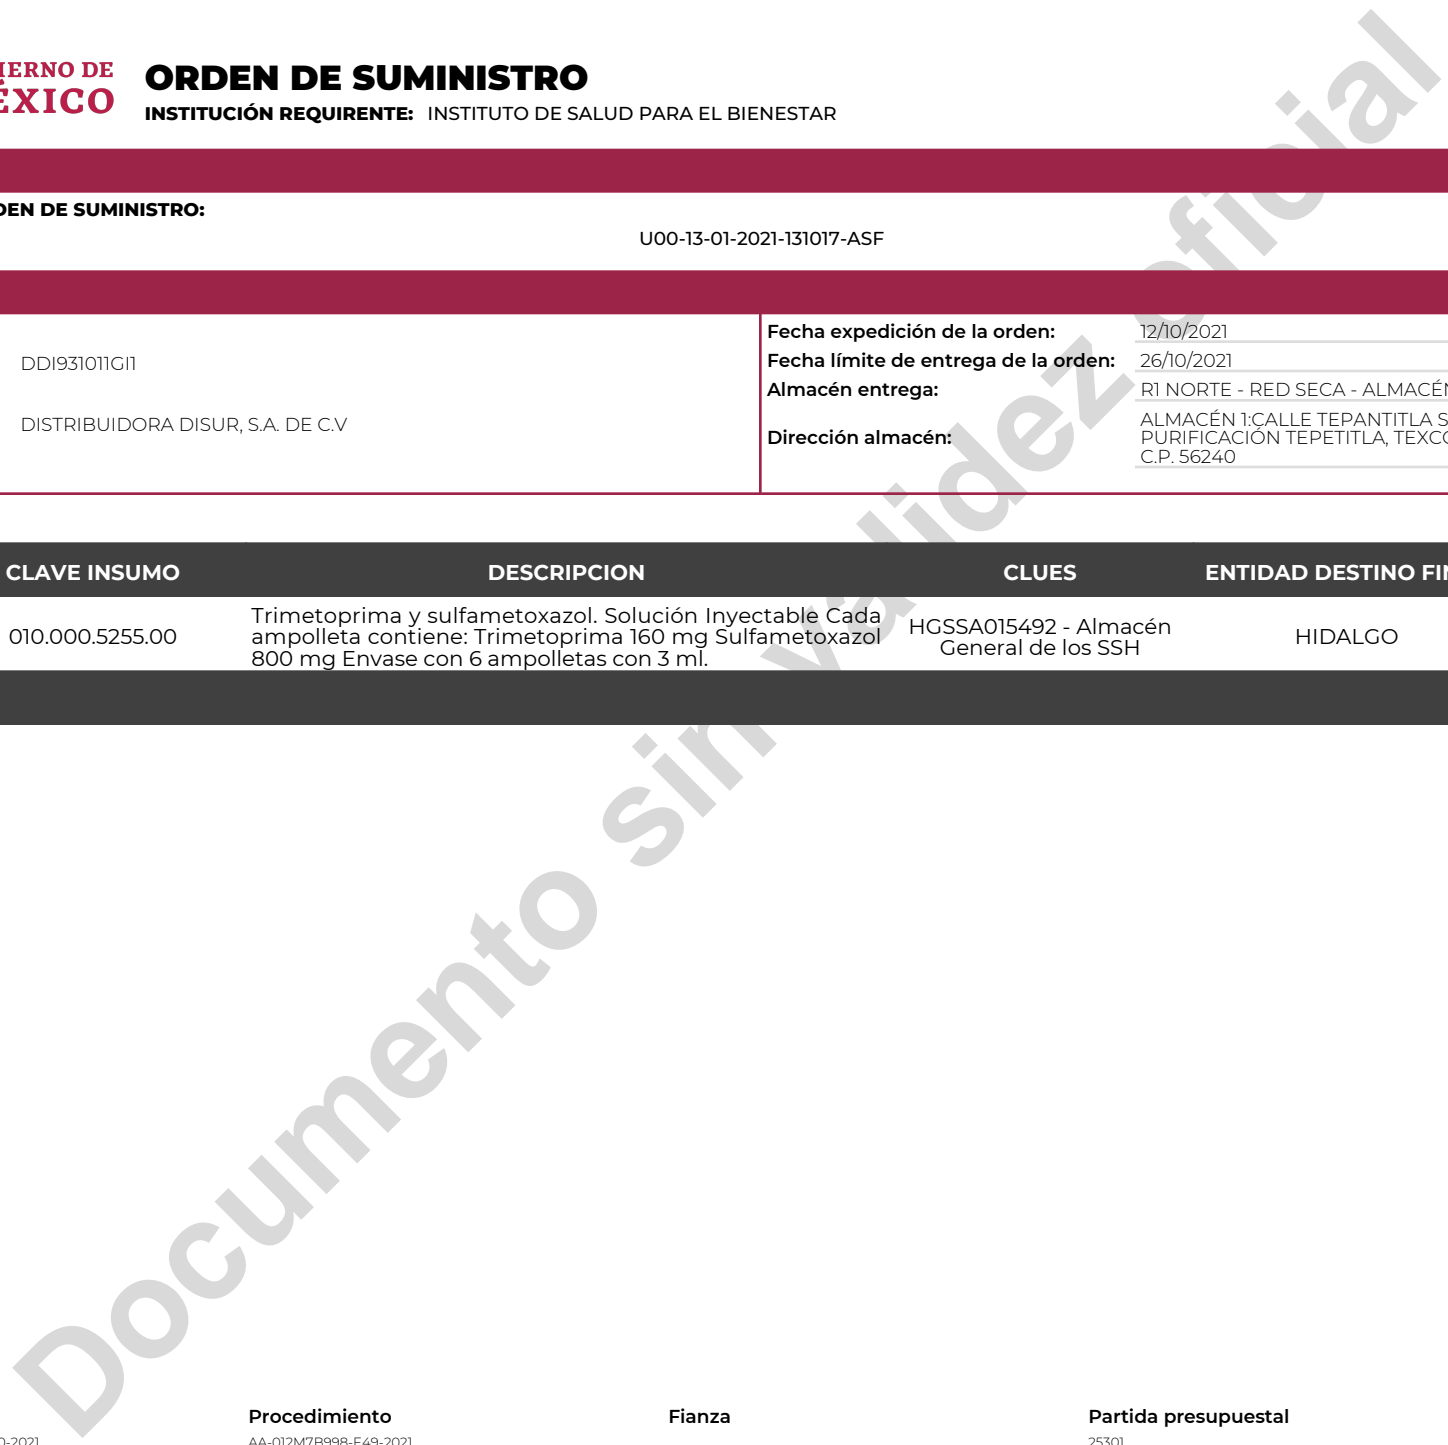 ORDEN DE SUMINISTRO
INSTITUCIÓN REQUIRENTE: INSTITUTO DE SALUD PARA EL BIENESTAR
DE
DE SUMINISTRO:
U00-13-01-2021-131017-ASF
DDI931011GI1
DISTRIBUIDORA DISUR, S.A. DE C.V
Fecha expedición de la orden: 12/10/2021
Fecha límite de entrega de la orden: 26/10/2021
Almacén entrega: R1 NORTE - RED SECA - ALMACÉN
Dirección almacén: ALMACÉN 1:CALLE TEPANTITLA
PURIFICACIÓN TEPETITLA,
C.P. 56240
CLAVE INSUMO DESCRIPCION CLUES ENTIDAD DESTINO
010.000.5255.00
Trimetoprima y sulfametoxazol. Solución Inyectable Cada
ampolleta contiene: Trimetoprima 160 mg Sulfametoxazol
800 mg Envase con 6 ampolletas con 3 ml.
HGSSA015492 - Almacén
General de los SSH
HIDALGO
Documento sin validez oficial
Procedimiento Fianza Partida presupuestal
AA-012M7B998-E49-2021 25301